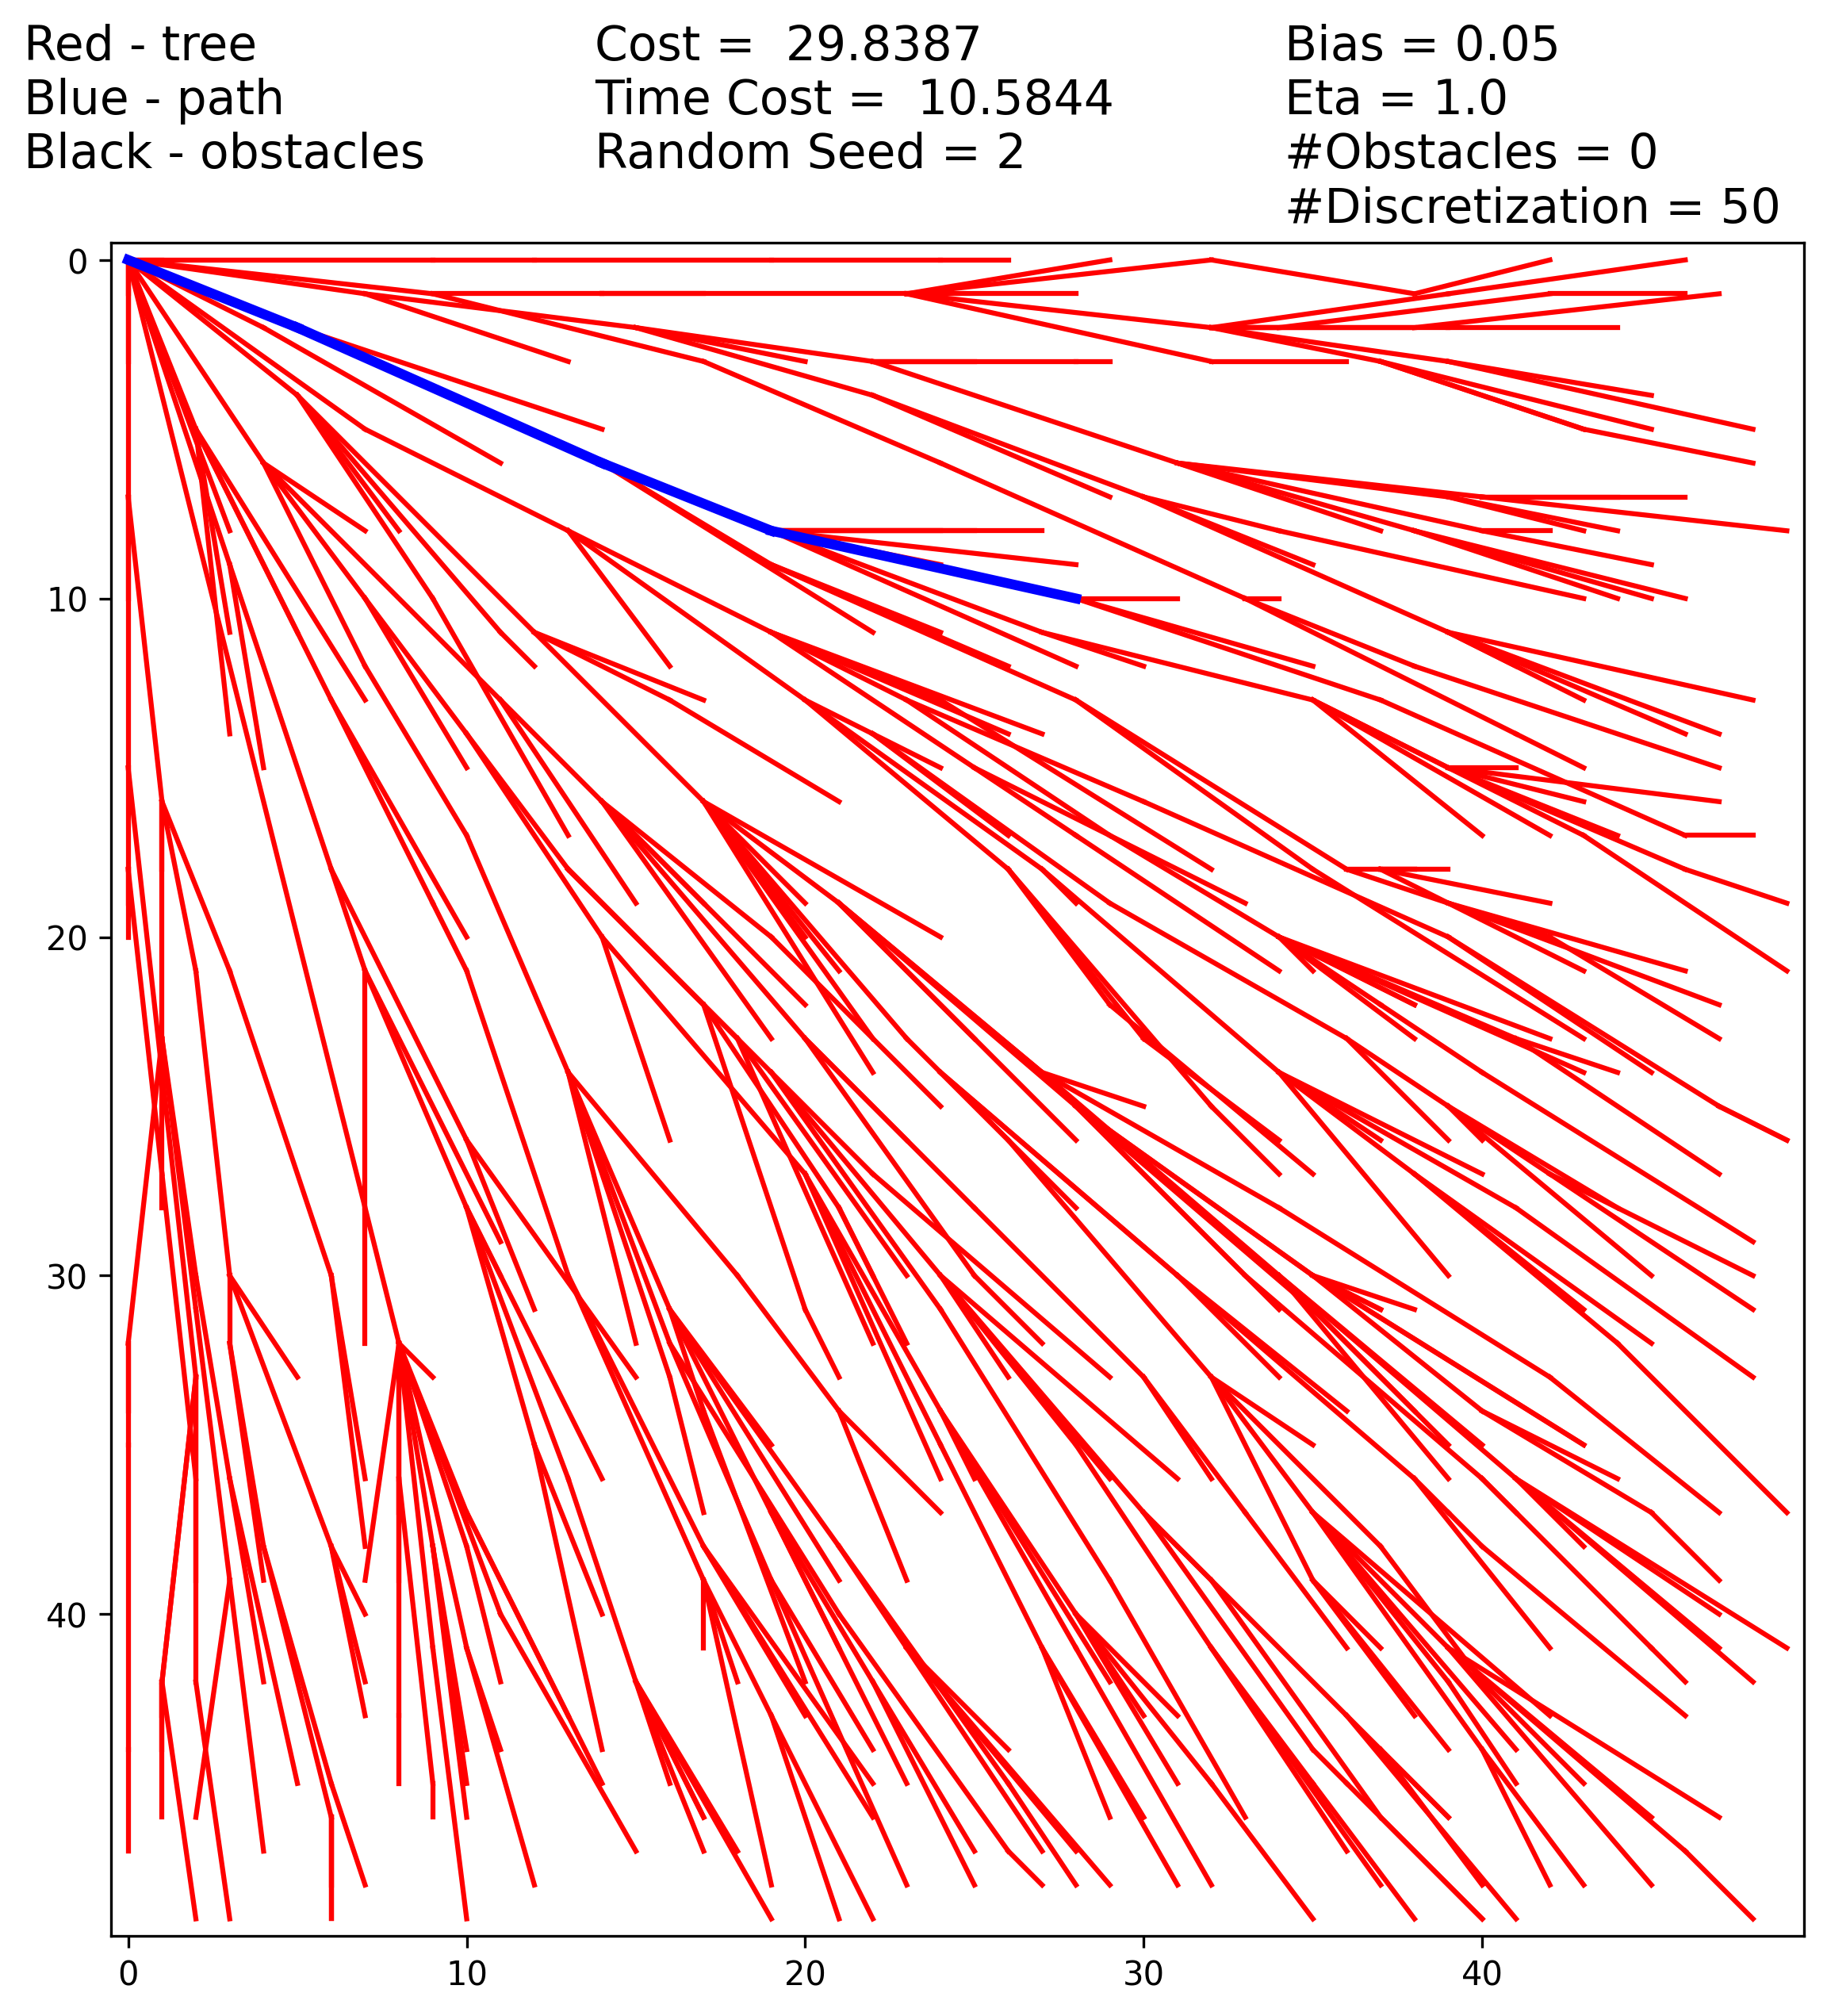 Red - tree
Blue - path
Black - obstacles
Cost =  29.8387
Time Cost =  10.5844
Random Seed = 2
Bias = 0.05
Eta = 1.0
#Obstacles = 0
#Discretization = 50
0
10
20
30
40
0 10 20 30 40